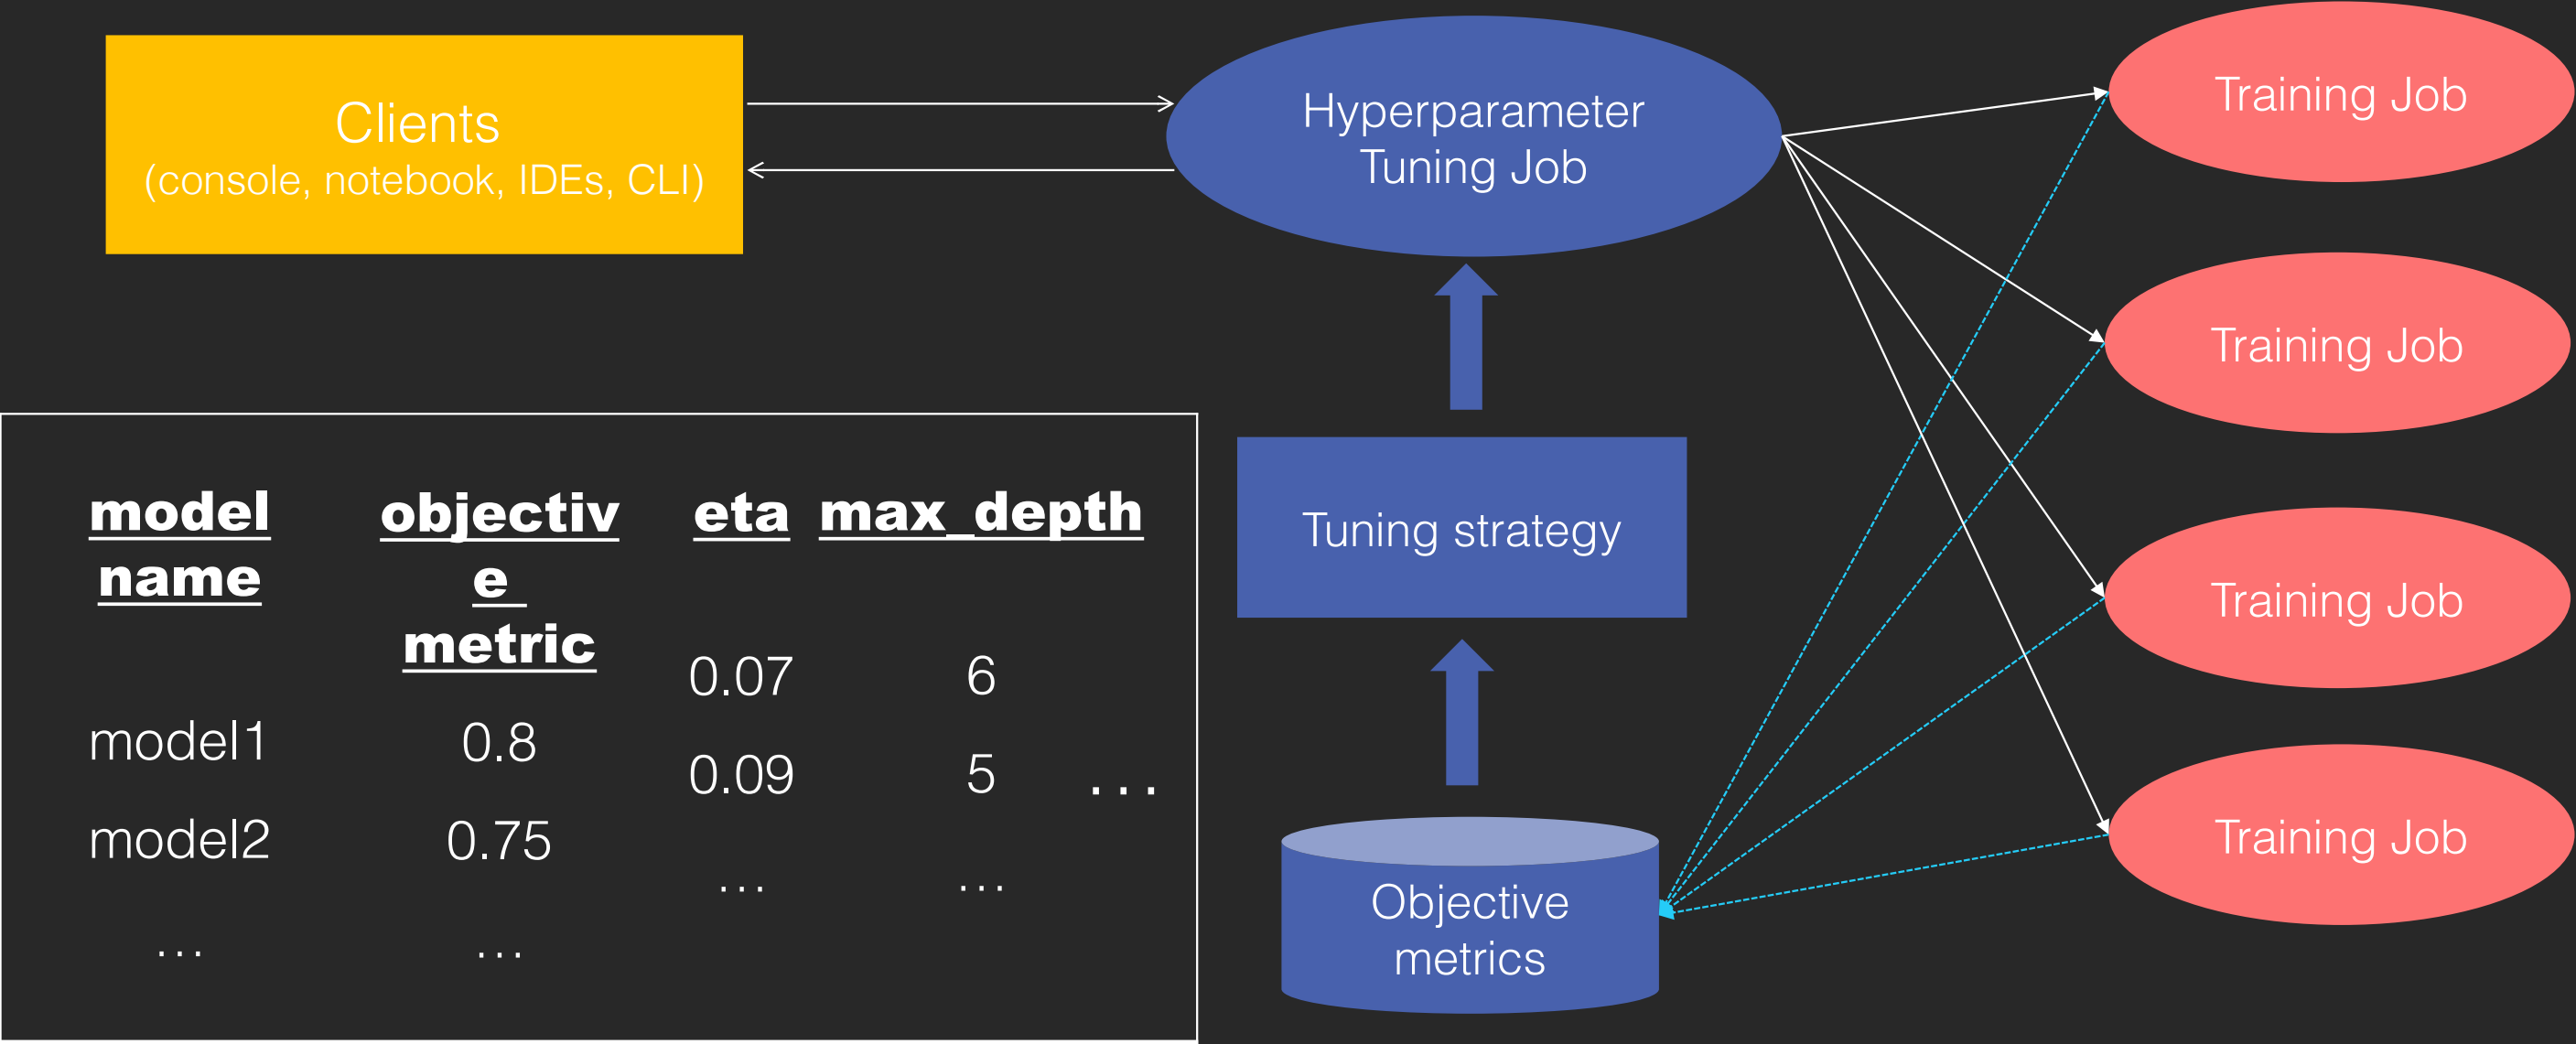 Clients
(console, notebook, IDEs, CLI)
Hyperparameter
Tuning Job
Training Job
Training Job
Training Job
Training Job
Tuning strategy
Objective
metrics
model
name
objectiv
e_
metric
eta
max_depth
model1
0.8
0.07
6
model2
0.75
0.09
5
...
...
...
...
...